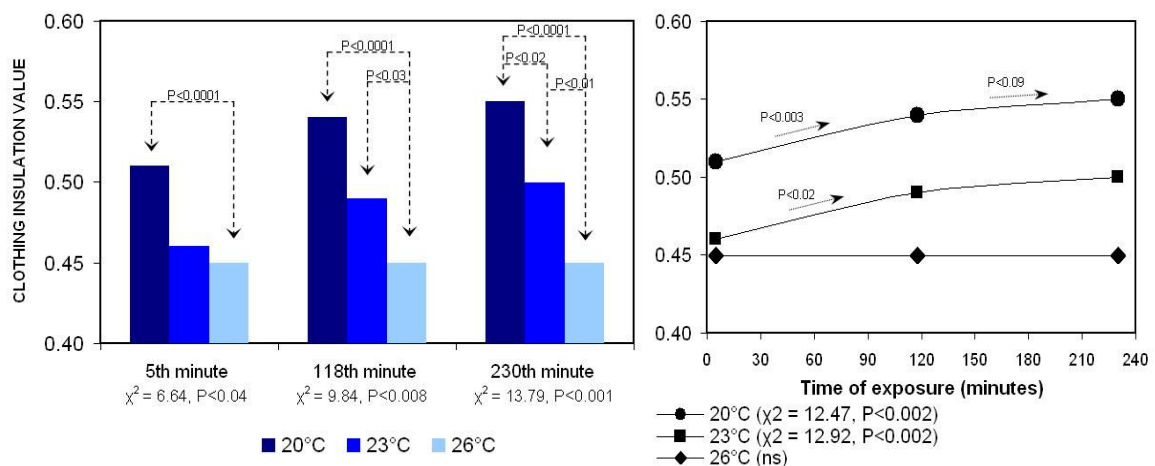 CLOTHING INSULATION VALUE
0.60
0.55
0.50
0.45
0.40
P<0.0001
P<0.0001
P<0.03
P<0.0001
P<0.02
P<0.01
5th minute
118th minute
230th minute
χ² = 6.64, P<0.04
χ² = 9.84, P<0.008
χ² = 13.79, P<0.001
20°C
23°C
26°C
0.60
0.55
0.50
0.45
0.40
P<0.003
P<0.09
P<0.02
0 30 60 90 120 150 180 210 240
Time of exposure (minutes)
20°C (χ2 = 12.47, P<0.002)
23°C (χ2 = 12.92, P<0.002)
26°C (ns)